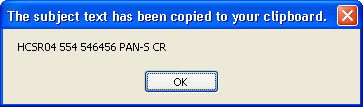 The subject text has been copied to your clipboard.
HCSR04 554 546456 PAN-S CR
OK